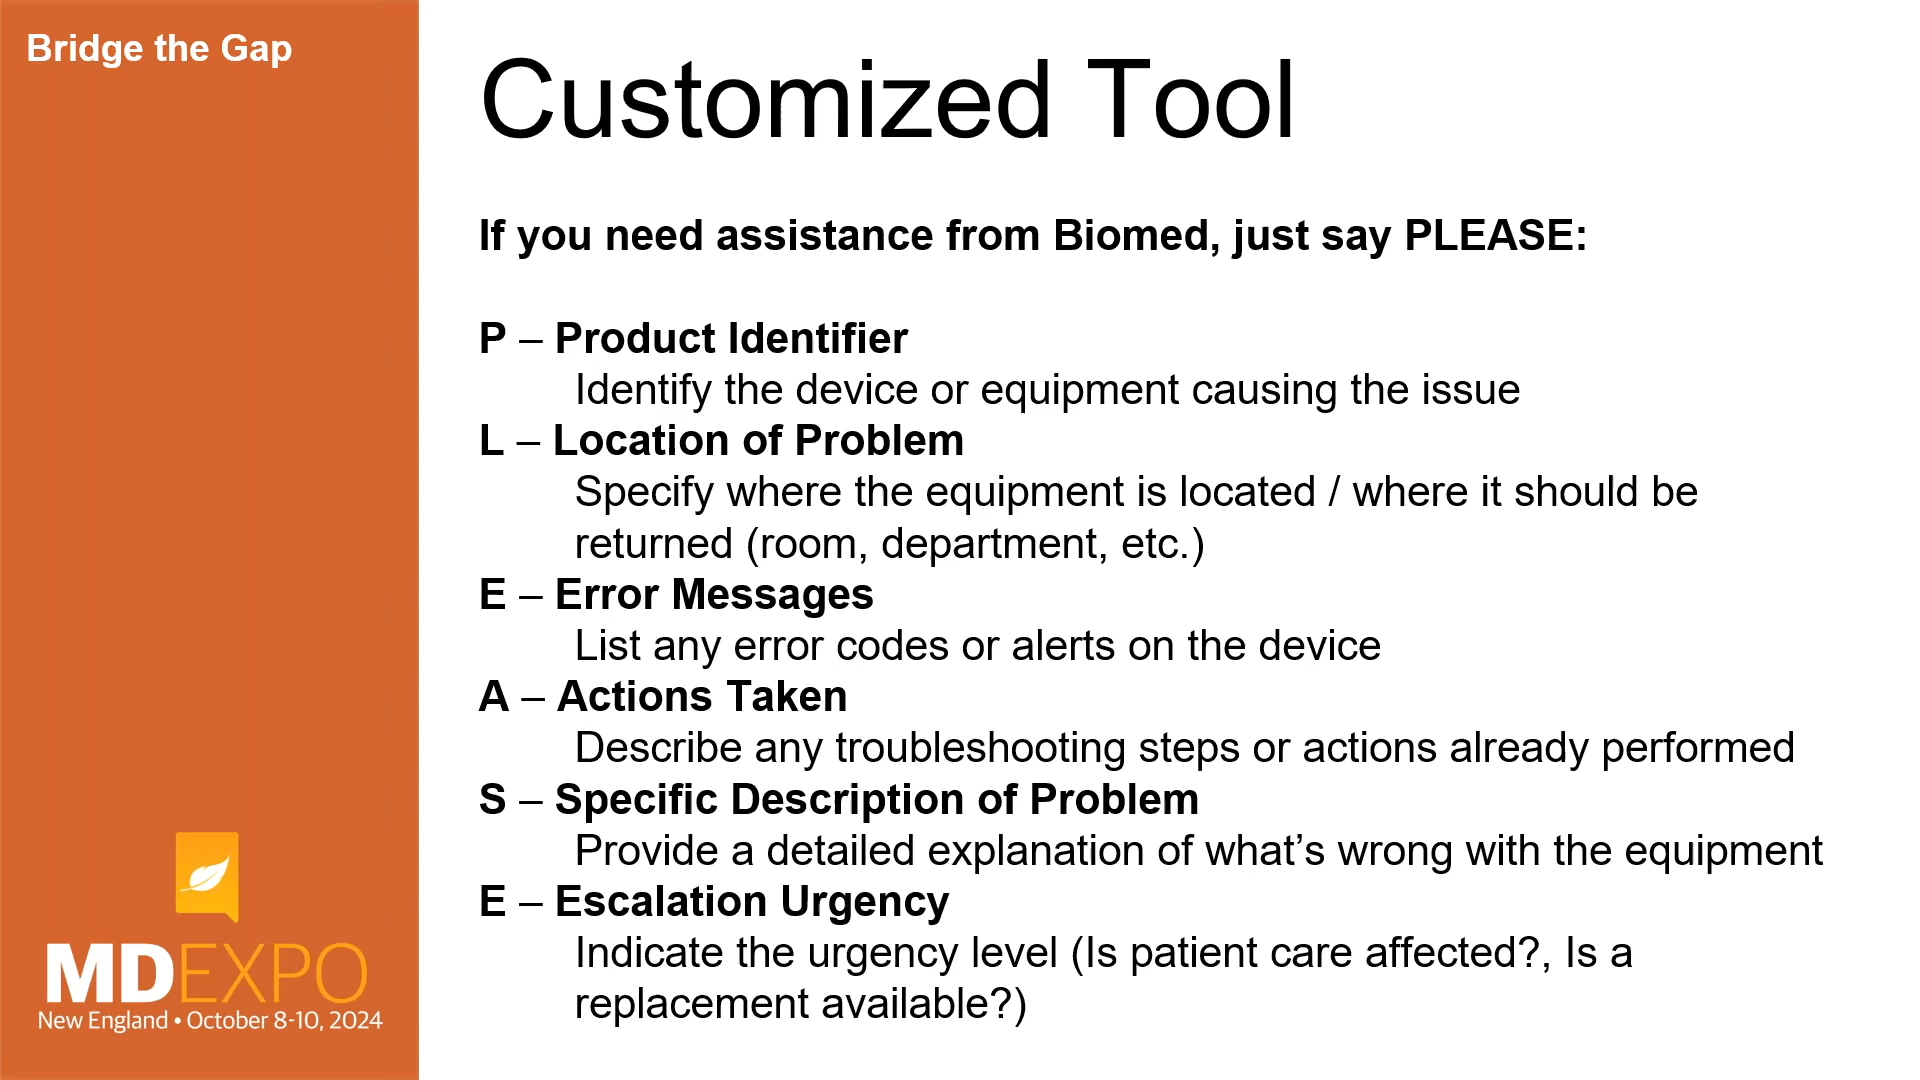 Bridge the Gap
Customized Tool
If you need assistance from Biomed, just say PLEASE:
P – Product Identifier
Identify the device or equipment causing the issue
L – Location of Problem
Specify where the equipment is located / where it should be
returned (room, department, etc.)
E – Error Messages
List any error codes or alerts on the device
A – Actions Taken
Describe any troubleshooting steps or actions already performed
S – Specific Description of Problem
Provide a detailed explanation of what’s wrong with the equipment
E – Escalation Urgency
Indicate the urgency level (Is patient care affected?, Is a
replacement available?)
MDEXPO
New England • October 8-10, 2024